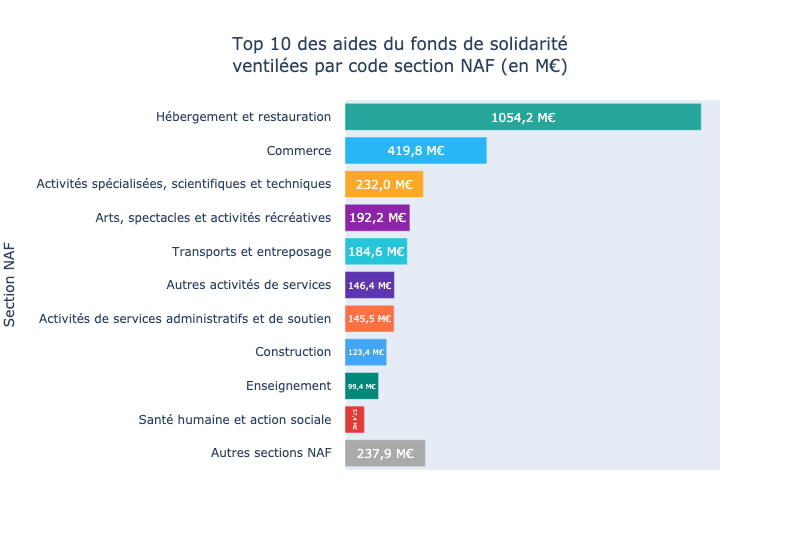 Top 10 des aides du fonds de solidarité
ventilées par code section NAF (en M€)
Section NAF
Hébergement et restauration 1054,2 M€
Commerce 419,8 M€
Activités spécialisées, scientifiques et techniques 232,0 M€
Arts, spectacles et activités récréatives 192,2 M€
Transports et entreposage 184,6 M€
Autres activités de services 146,4 M€
Activités de services administratifs et de soutien 145,5 M€
Construction 123,4 M€
Enseignement 99,4 M€
Santé humaine et action sociale 57,4 M€
Autres sections NAF 237,9 M€